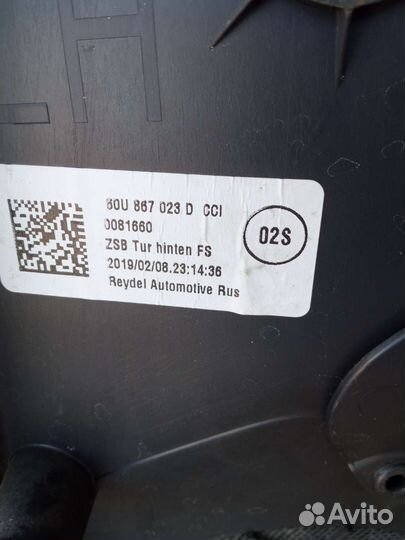 LH
60U 867 023 D CCI
0081660
ZSB Tur hinten FS
2019/02/08.23:14:36
Reydel Automotive Rus
02S
Avito